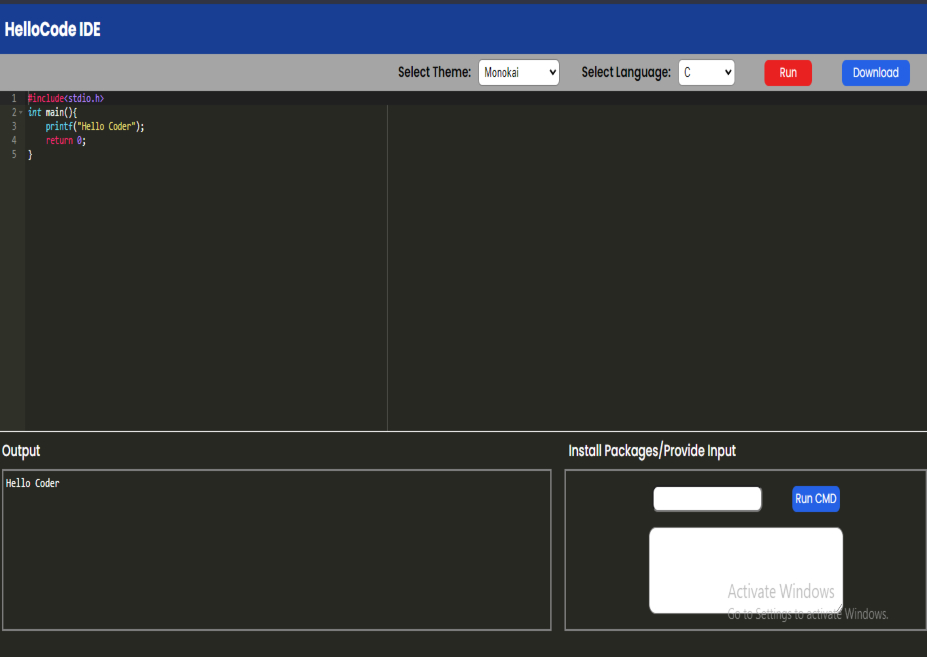 HelloCode IDE
Select Theme: Monokai Select Language: C Run Download
1 #include<stdio.h>
2 int main(){
3 printf("Hello Coder");
4 return 0;
5 }
Output
Install Packages/Provide Input
Hello Coder
Run CMD
Activate Windows
Go to Settings to activate Windows.